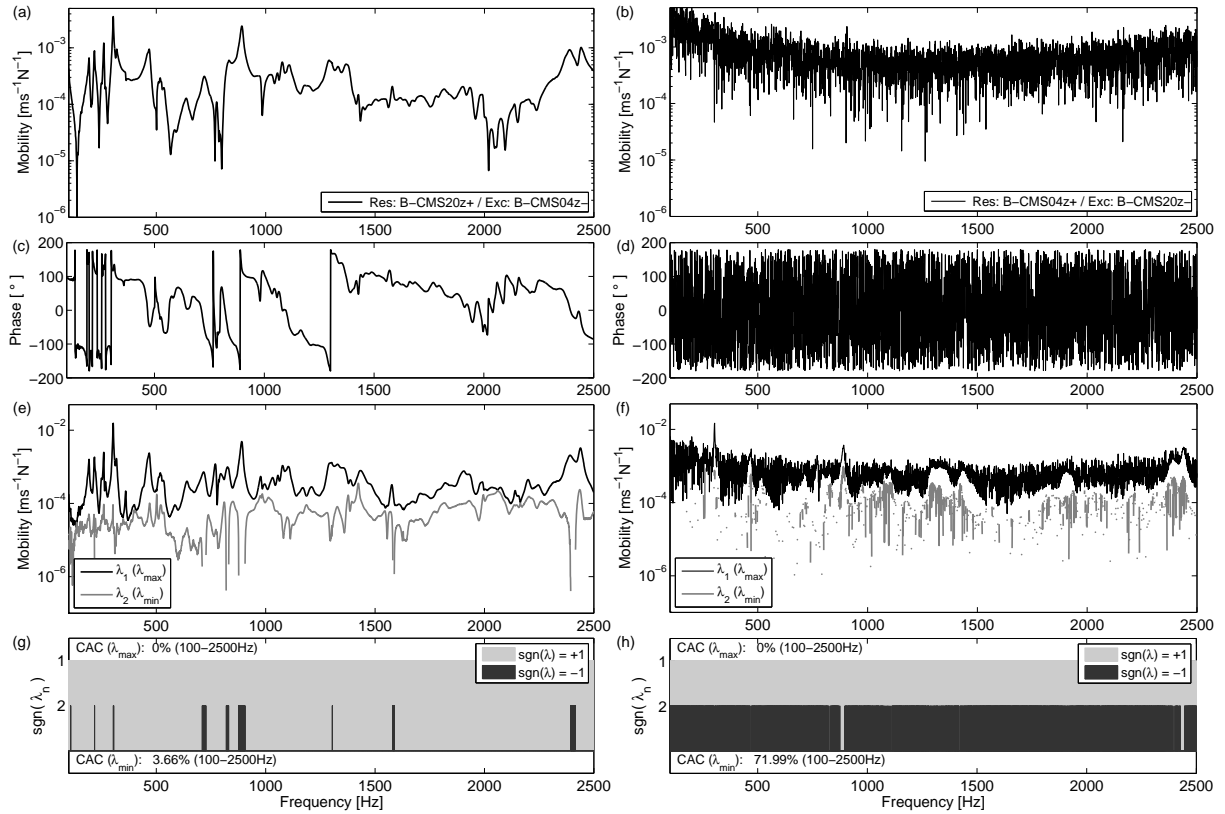 (a)
Mobility [ms−1N−1]
10−3
10−4
10−5
10−6
Res: B−CMS20z+ / Exc: B−CMS04z−
500 1000 1500 2000 2500
(b)
Mobility [ms−1N−1]
10−3
10−4
10−5
10−6
Res: B−CMS04z+ / Exc: B−CMS20z−
500 1000 1500 2000 2500
(c)
Phase [ ° ]
200
100
0
−100
−200
500 1000 1500 2000 2500
(d)
Phase [ ° ]
200
100
0
−100
−200
500 1000 1500 2000 2500
(e)
Mobility [ms−1N−1]
10−2
10−4
10−6
λ1 (λmax)
λ2 (λmin)
500 1000 1500 2000 2500
(f)
Mobility [ms−1N−1]
10−2
10−4
10−6
λ1 (λmax)
λ2 (λmin)
500 1000 1500 2000 2500
(g)
CAC (λmax): 0% (100−2500Hz)
sgn(λ) = +1
sgn(λ) = −1
1
2
sgn( λn)
CAC (λmin): 3.66% (100−2500Hz)
500 1000 1500 2000 2500
Frequency [Hz]
(h)
CAC (λmax): 0% (100−2500Hz)
sgn(λ) = +1
sgn(λ) = −1
1
2
sgn( λn)
CAC (λmin): 71.99% (100−2500Hz)
500 1000 1500 2000 2500
Frequency [Hz]